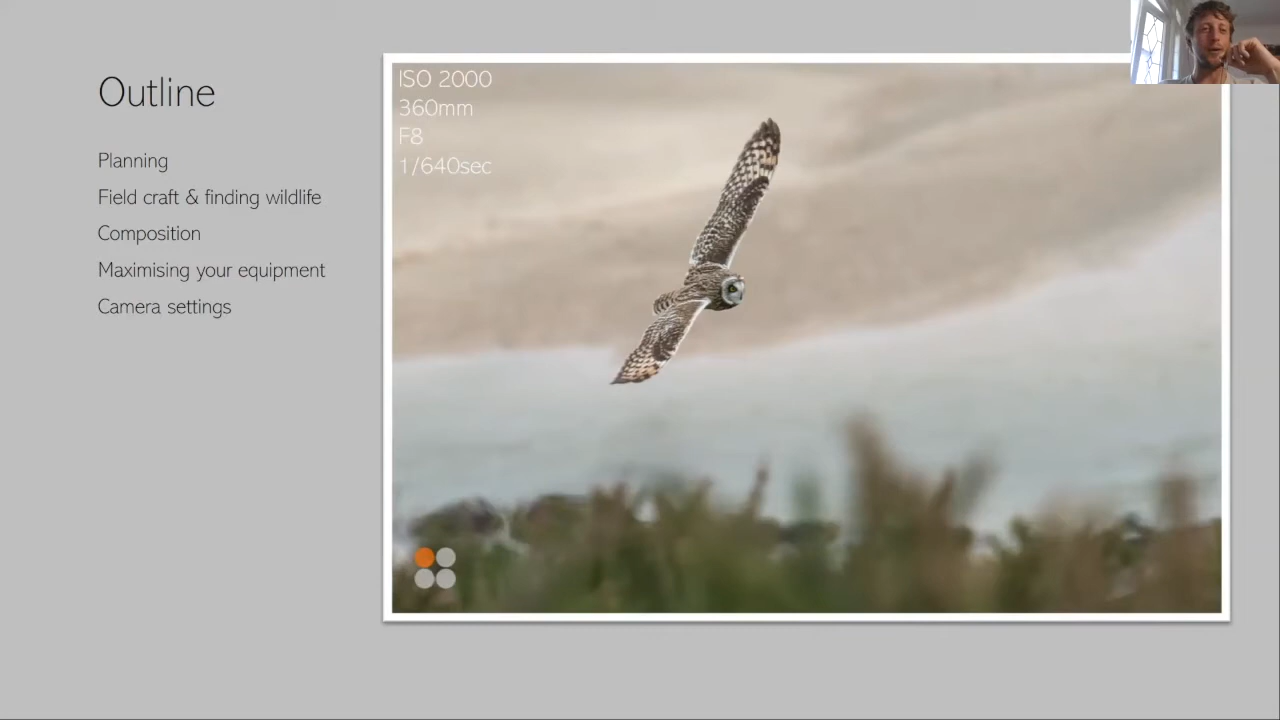 Outline
Planning
Field craft & finding wildlife
Composition
Maximising your equipment
Camera settings
ISO 2000
360mm
F8
1/640sec